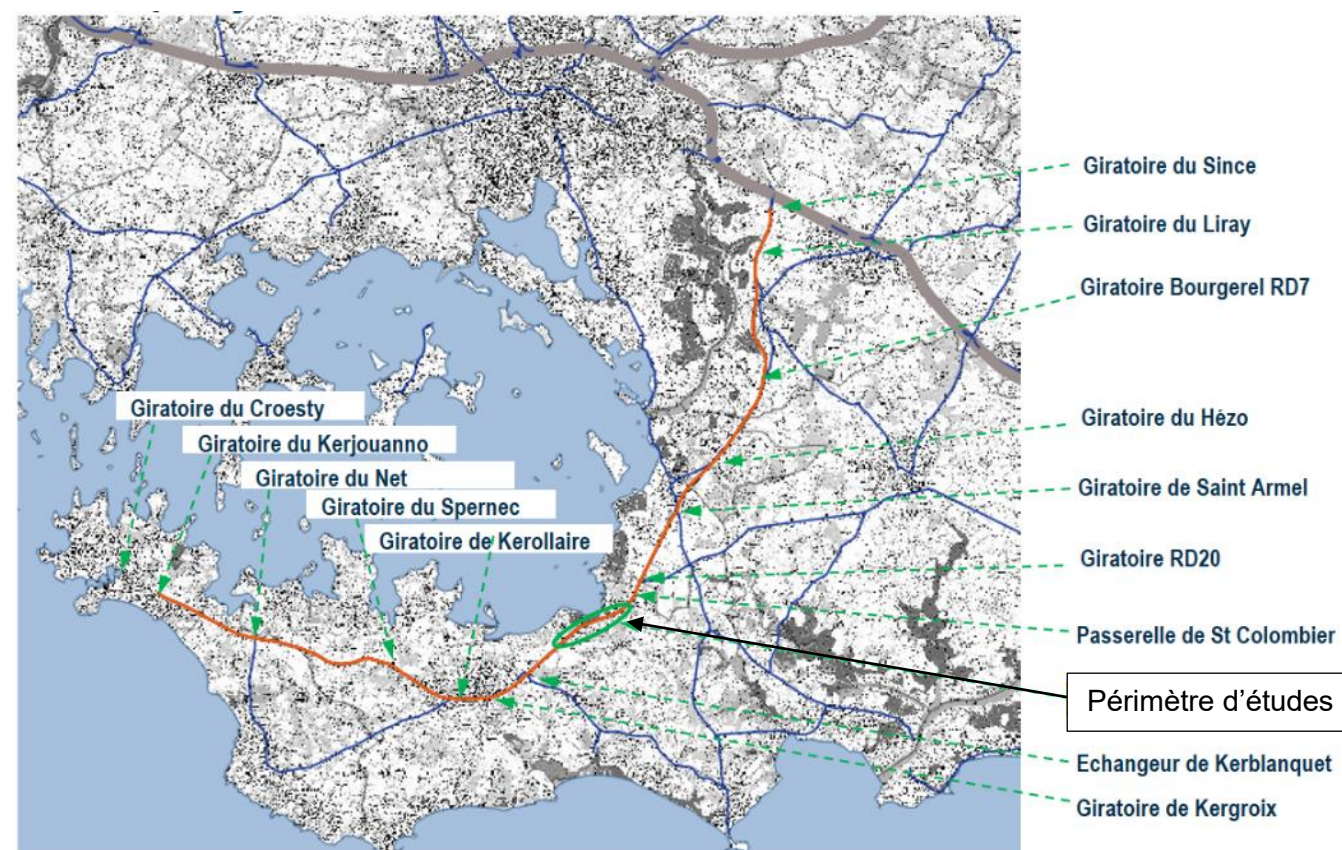 Giratoire du Since
Giratoire du Liray
Giratoire Bourgerel RD7
Giratoire du Croesty
Giratoire du Hézo
Giratoire du Kerjouanno
Giratoire du Net
Giratoire de Saint Armel
Giratoire du Spernec
Giratoire de Kerollaire
Giratoire RD20
Passerelle de St Colombier
Périmètre d’études
Echangeur de Kerblanquet
Giratoire de Kergroix